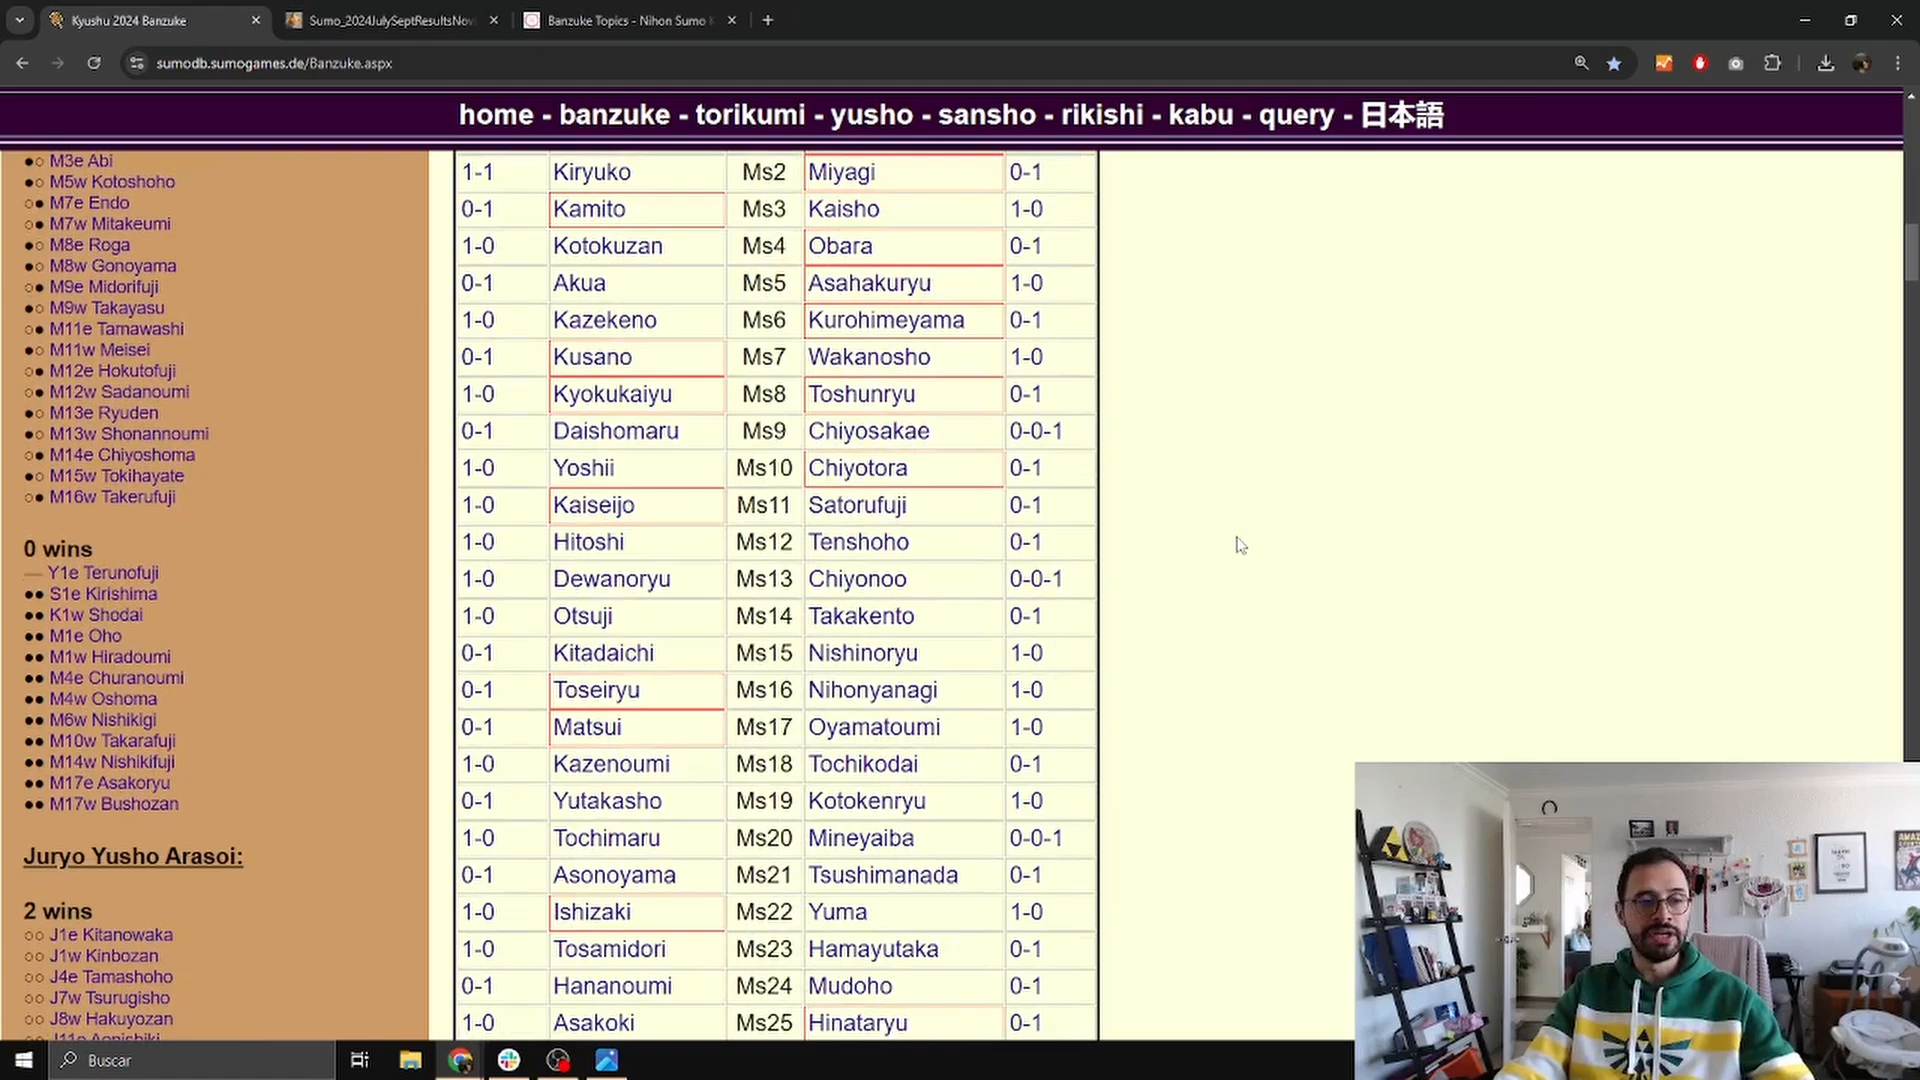 Kyushu 2024 Banzuke
Sumo_2024JulySeptResultsNov
Banzuke Topics - Nihon Sumo
sumodb.sumogames.de/Banzuke.aspx
home - banzuke - torikumi - yusho - sansho - rikishi - kabu - query - 日本語
●○ M3e Abi
●○ M5w Kotoshoho
○● M7e Endo
○● M7w Mitakeumi
●○ M8e Roga
○● M8w Gonoyama
●○ M9e Midorifuji
○● M9w Takayasu
○● M11e Tamawashi
●○ M11w Meisei
○● M12e Hokutofuji
○● M12w Sadanoumi
●○ M13e Ryuden
●○ M13w Shonannoumi
○● M14e Chiyoshoma
●○ M15w Tokihayate
○● M16w Takerufuji
0 wins
— Y1e Terunofuji
●● S1e Kirishima
●● K1w Shodai
●● M1e Oho
●● M1w Hiradoumi
●● M4e Churanoumi
●● M4w Oshoma
●● M6w Nishikigi
●● M10w Takarafuji
●● M14w Nishikifuji
●● M17e Asakoryu
●● M17w Bushozan
Juryo Yusho Arasoi:
2 wins
○○ J1e Kitanowaka
○○ J1w Kinbozan
○○ J4e Tamashoho
○○ J7w Tsurugisho
○○ J8w Hakuyozan
1-1 Kiryuko Ms2 Miyagi 0-1
0-1 Kamito Ms3 Kaisho 1-0
1-0 Kotokuzan Ms4 Obara 0-1
0-1 Akua Ms5 Asahakuryu 1-0
1-0 Kazekeno Ms6 Kurohimeyama 0-1
0-1 Kusano Ms7 Wakanosho 1-0
1-0 Kyokukaiyu Ms8 Toshunryu 0-1
0-1 Daishomaru Ms9 Chiyosakae 0-0-1
1-0 Yoshii Ms10 Chiyotora 0-1
1-0 Kaiseijo Ms11 Satorufuji 0-1
1-0 Hitoshi Ms12 Tenshoho 0-1
1-0 Dewanoryu Ms13 Chiyonoo 0-0-1
1-0 Otsuji Ms14 Takakento 0-1
0-1 Kitadaichi Ms15 Nishinoryu 1-0
0-1 Toseiryu Ms16 Nihonyanagi 1-0
0-1 Matsui Ms17 Oyamatoumi 1-0
1-0 Kazenoumi Ms18 Tochikodai 0-1
0-1 Yutakasho Ms19 Kotokenryu 1-0
1-0 Tochimaru Ms20 Mineyaiba 0-0-1
0-1 Asonoyama Ms21 Tsushimanada 0-1
1-0 Ishizaki Ms22 Yuma 1-0
1-0 Tosamidori Ms23 Hamayutaka 0-1
0-1 Hananoumi Ms24 Mudoho 0-1
1-0 Asakoki Ms25 Hinataryu 0-1
Buscar